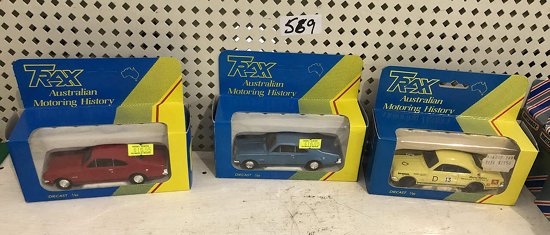 589
TRAX
Australian
Motoring History
DIECAST 1/43
TRAX
Australian
Motoring History
DIECAST 1/43
TRAX
Australian
Motoring History
D 13
DIECAST 1/43